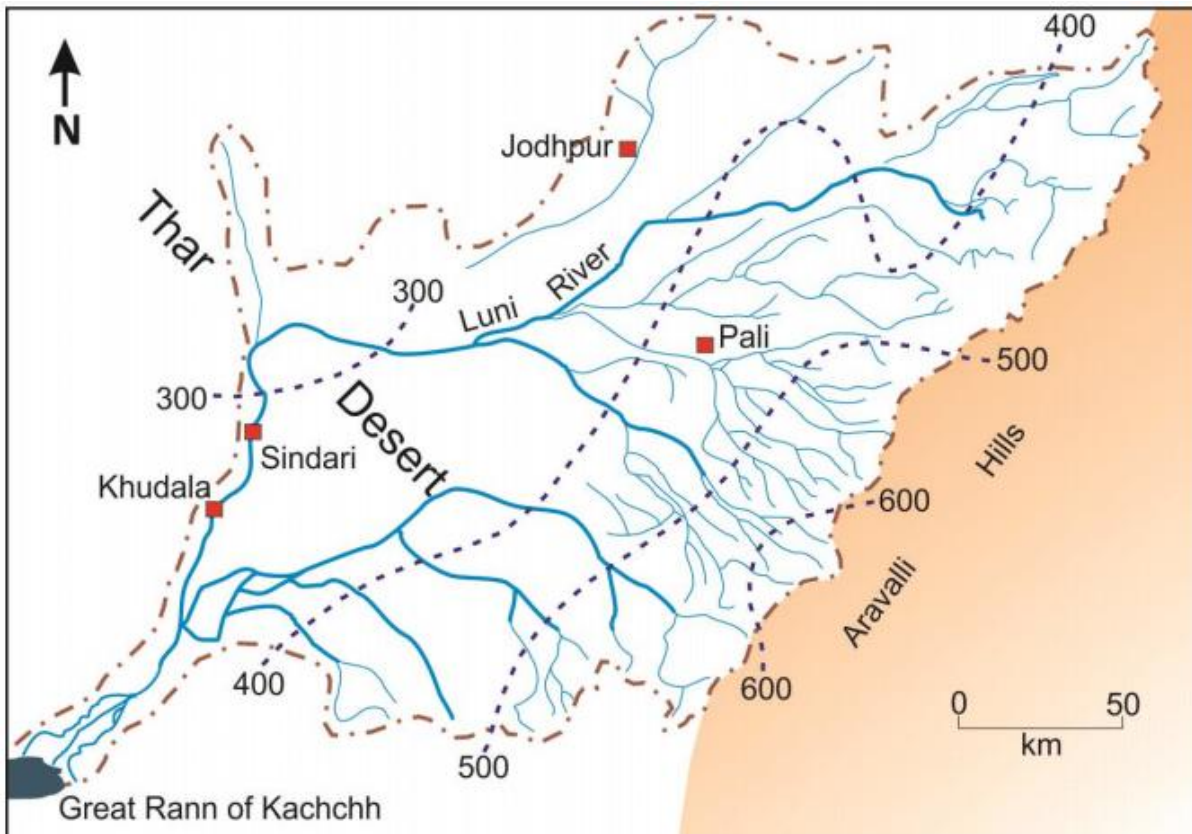 400
N
Jodhpur
Thar
300
Luni River
Pali
500
300
Desert
Sindari
Hills
Khudala
600
Aravalli
400
600
0 50
km
500
Great Rann of Kachchh